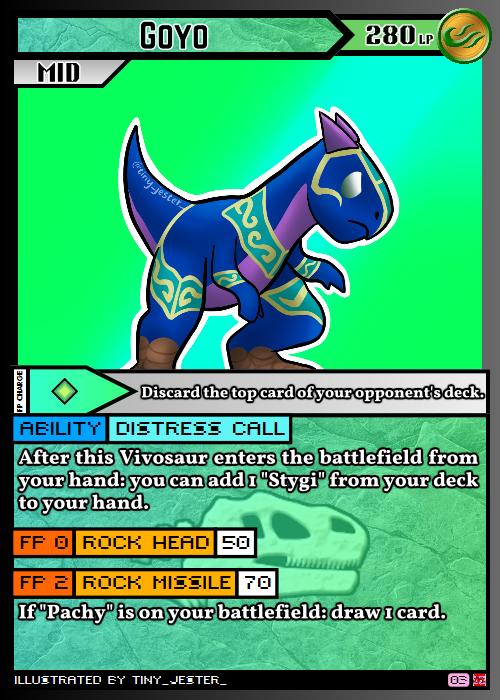 Goyo
280 LP
MID
@tiny_jester_
FP CHARGE
Discard the top card of your opponent's deck.
ABILITY DISTRESS CALL
After this Vivosaur enters the battlefield from
your hand: you can add 1 "Stygi" from your deck
to your hand.
FP 0 ROCK HEAD 50
FP 2 ROCK MISSILE 70
If "Pachy" is on your battlefield: draw 1 card.
ILLUSTRATED BY TINY_JESTER_
03